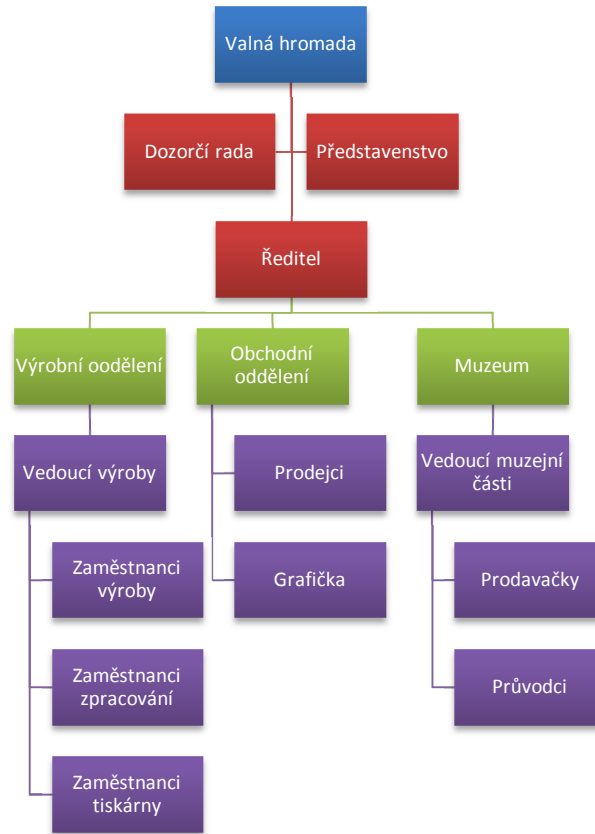 Valná hromada
Dozorčí rada
Představenstvo
Ředitel
Výrobní oodělení
Obchodní
oddělení
Muzeum
Vedoucí výroby
Prodejci
Vedoucí muzejní
části
Zaměstnanci
výroby
Grafička
Prodavačky
Zaměstnanci
zpracování
Průvodci
Zaměstnanci
tiskárny